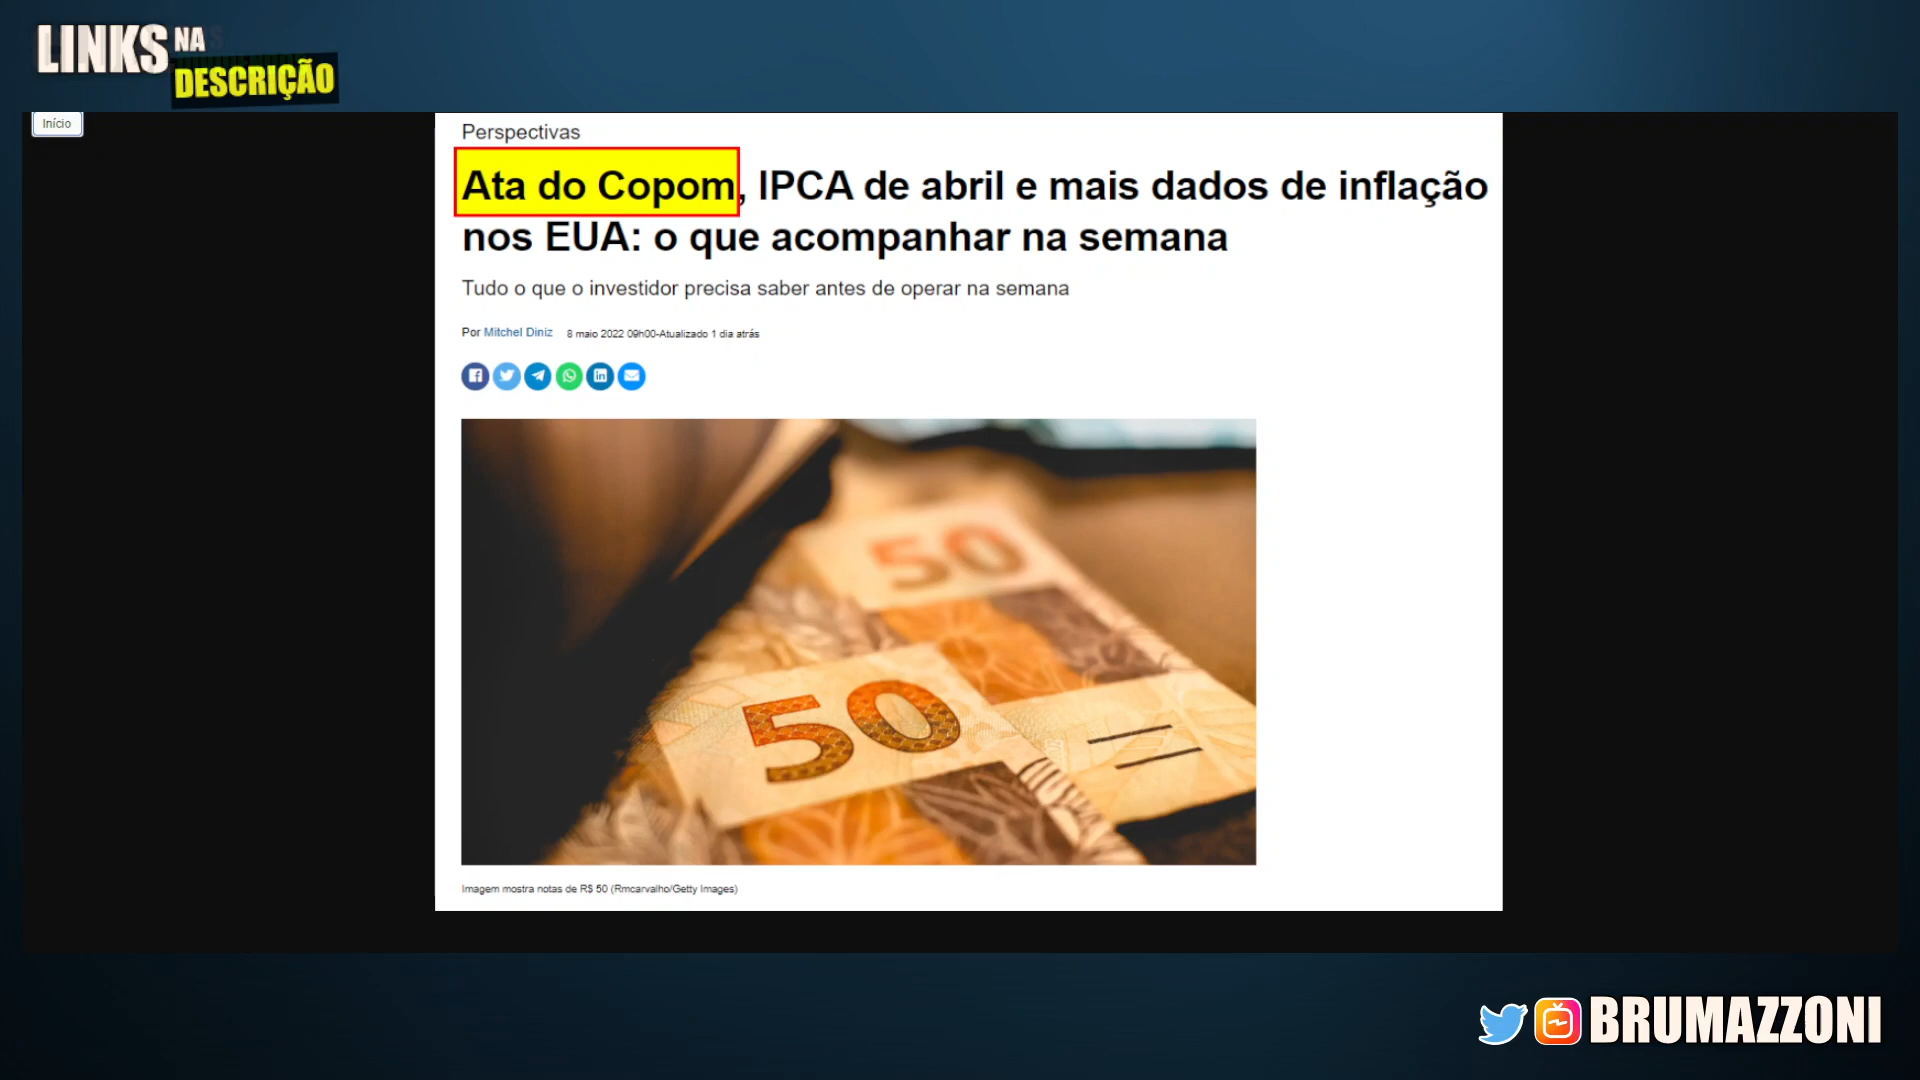 LINKS NA
DESCRIÇÃO
Início
Perspectivas
Ata do Copom, IPCA de abril e mais dados de inflação
nos EUA: o que acompanhar na semana
Tudo o que o investidor precisa saber antes de operar na semana
Por Mitchel Diniz 8 maio 2022 09h00-Atualizado 1 dia atrás
50
50
Imagem mostra notas de R$ 50 (Rmcarvalho/Getty Images)
BRUMAZZONI